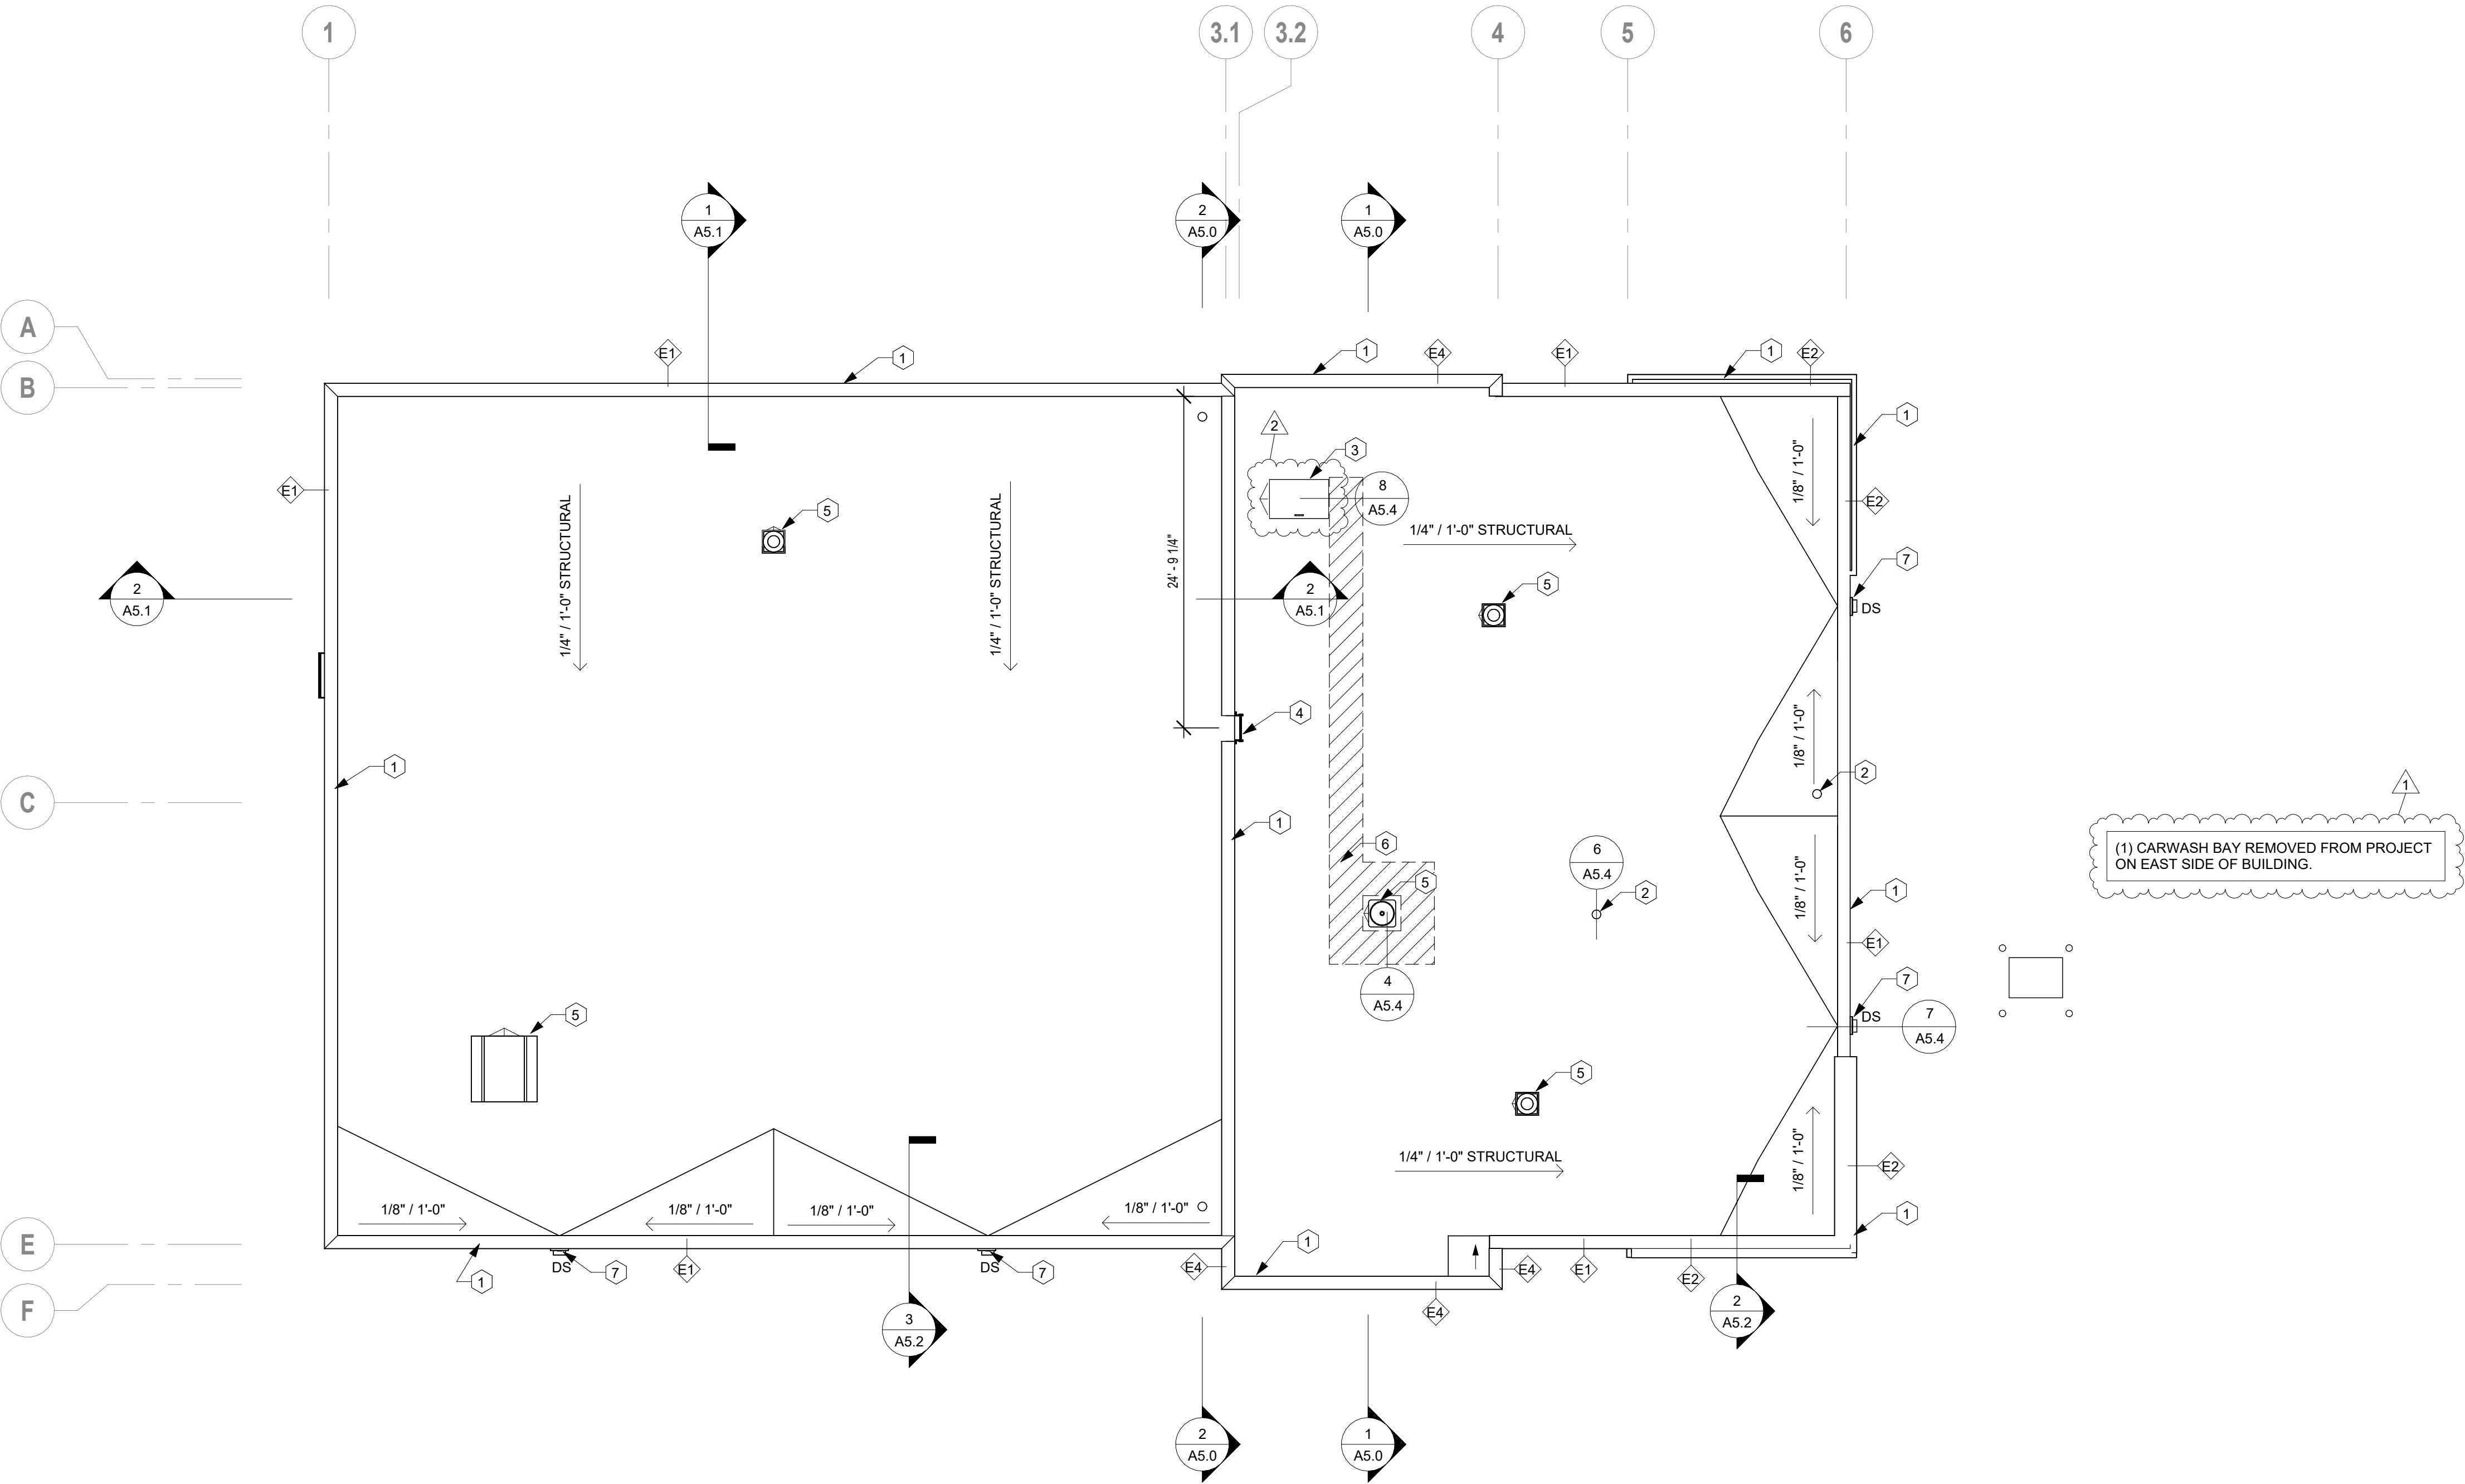 1
3.1
3.2
4
5
6
1
A5.1
2
A5.0
1
A5.0
A
B
E1
1
1
E4
E1
1
E2
2
1
3
8
A5.4
1/8" / 1'-0"
E1
5
1/4" / 1'-0" STRUCTURAL
1/4" / 1'-0" STRUCTURAL
24' - 9 1/4"
1/4" / 1'-0" STRUCTURAL
E2
7
DS
2
A5.1
2
A5.1
5
4
1/8" / 1'-0"
1
2
1
C
1
(1) CARWASH BAY REMOVED FROM PROJECT
ON EAST SIDE OF BUILDING.
6
6
A5.4
5
2
1/8" / 1'-0"
1
E1
4
A5.4
7
DS
7
A5.4
5
5
1/4" / 1'-0" STRUCTURAL
1/8" / 1'-0"
E2
1
1/8" / 1'-0"
1/8" / 1'-0"
1/8" / 1'-0"
1/8" / 1'-0"
E
1
DS
7
E1
DS
7
E4
1
E4
E1
E2
F
E4
3
A5.2
2
A5.2
2
A5.0
1
A5.0